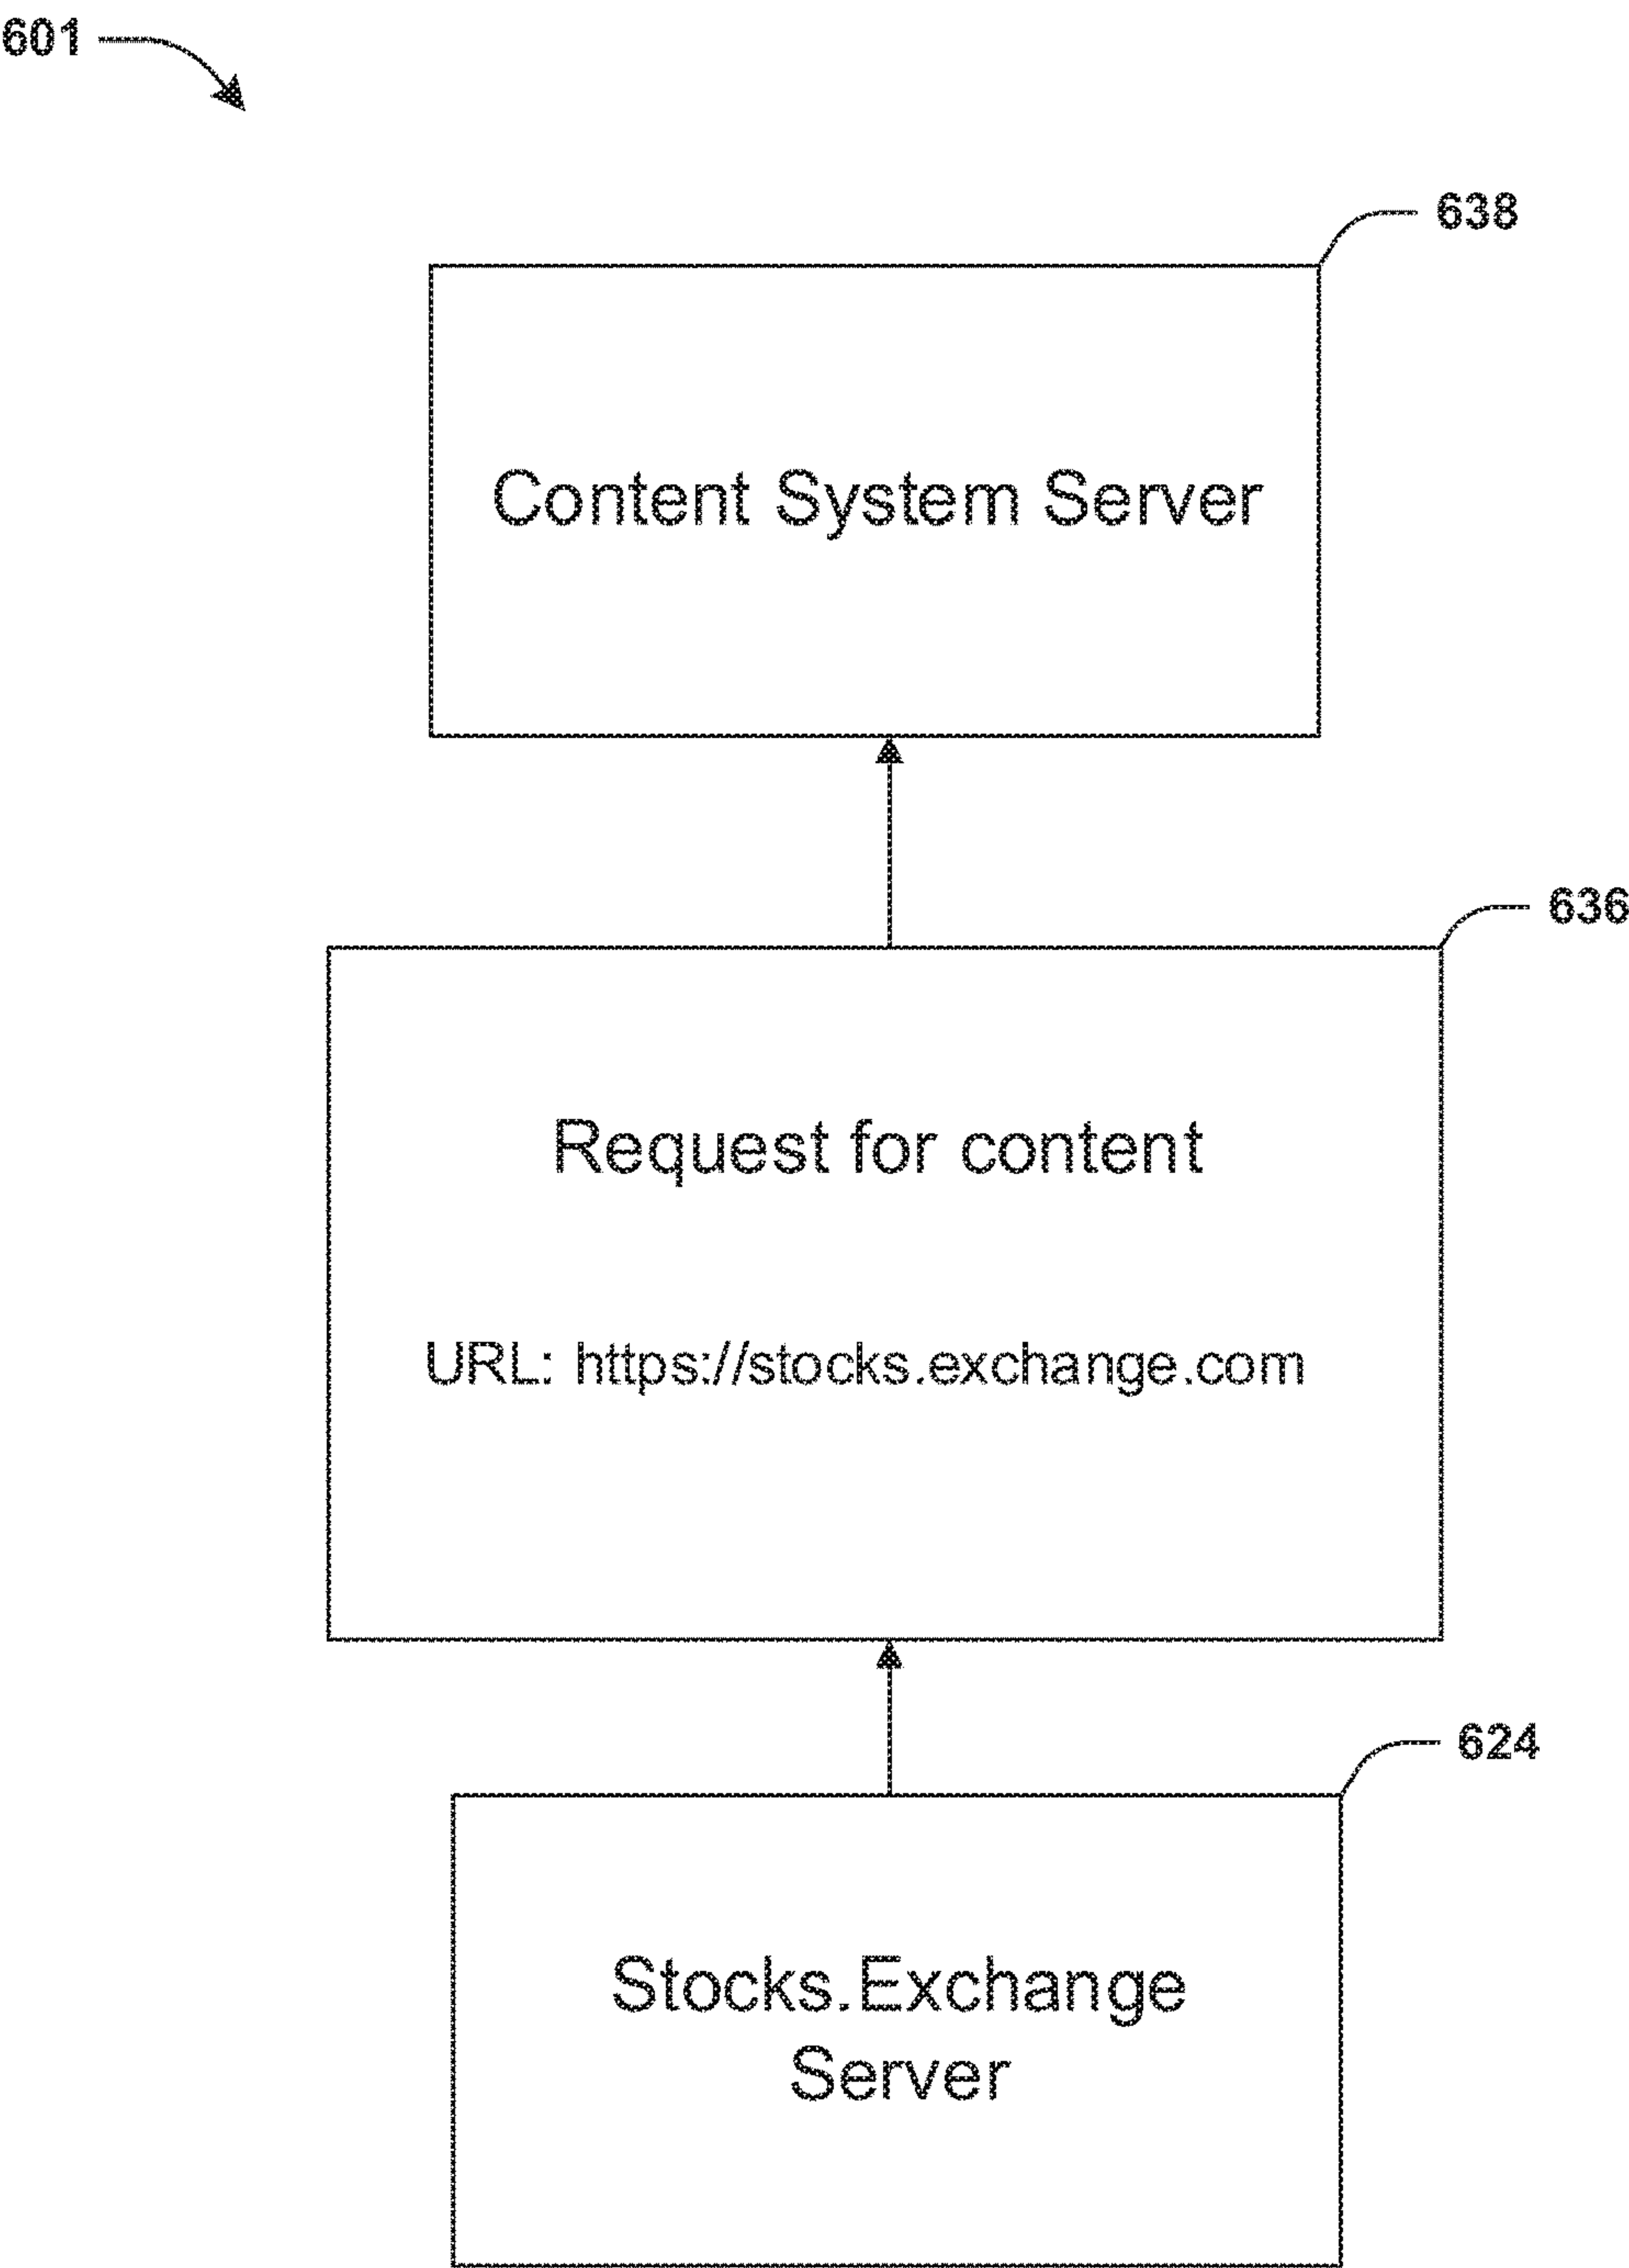 601
638
Content System Server
636
Request for content
URL: https://stocks.exchange.com
624
Stocks.Exchange
Server